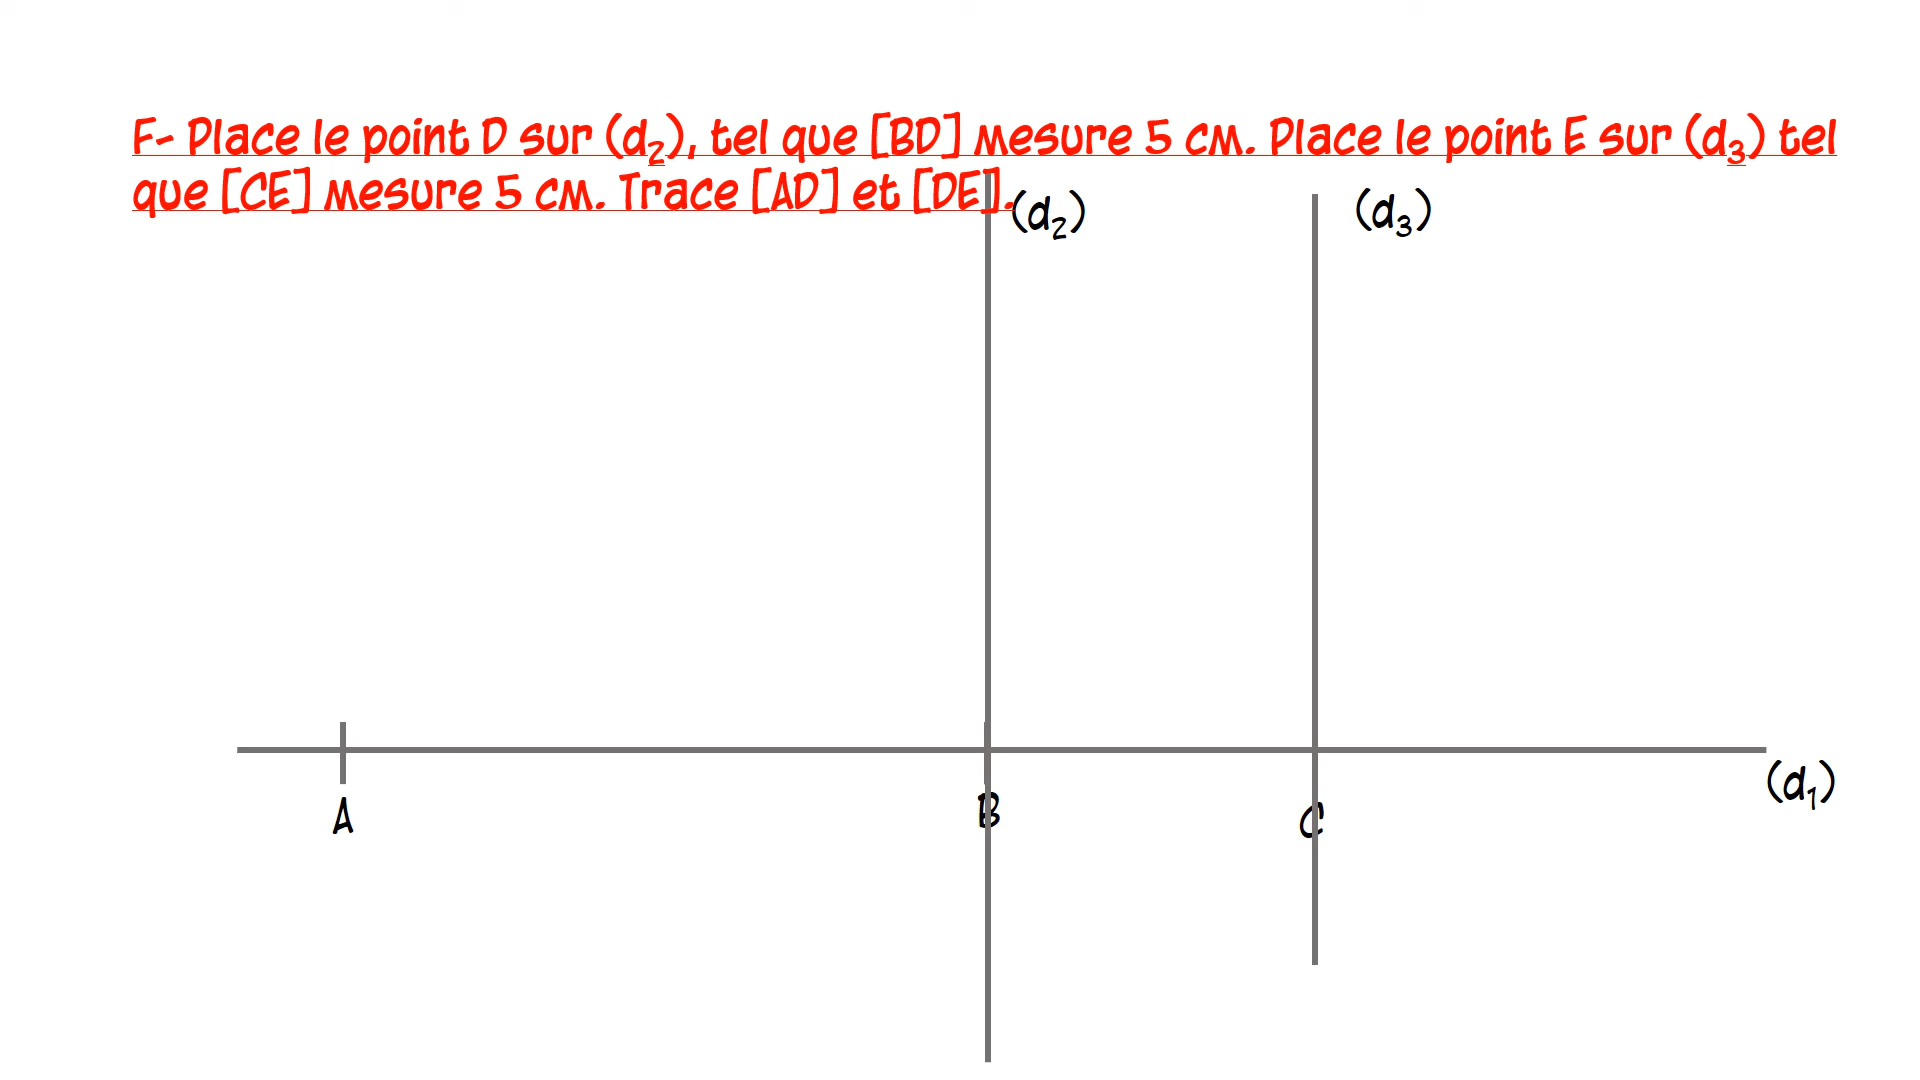 F- Place le point D sur (d₂), tel que [BD] mesure 5 cm. Place le point E sur (d₃) tel
que [CE] mesure 5 cm. Trace [AD] et [DE].
(d₂)
(d₃)
(d₁)
A
B
C